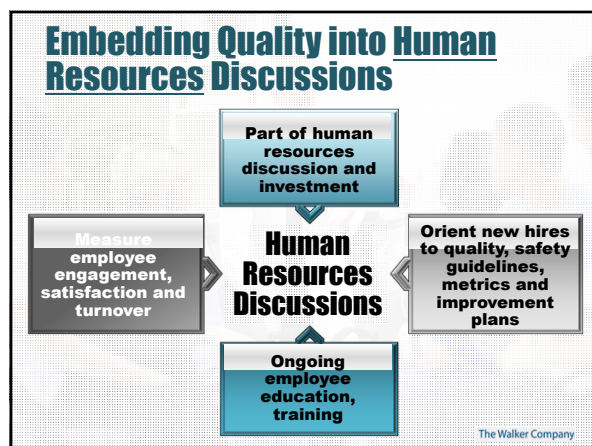 Embedding Quality into Human
Resources Discussions
Part of human
resources
discussion and
investment
Measure
employee
engagement,
satisfaction and
turnover
Human
Resources
Discussions
Orient new hires
to quality, safety
guidelines,
metrics and
improvement
plans
Ongoing
employee
education,
training
The Walker Company